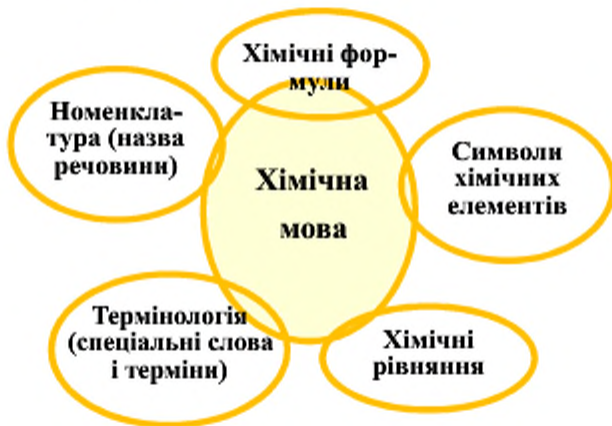 Хімічні фор-
мули
Номенкла-
тура (назва
речовини)
Хімічна
мова
Символи
хімічних
елементів
Термінологія
(спеціальні слова
і терміни)
Хімічні
рівняння